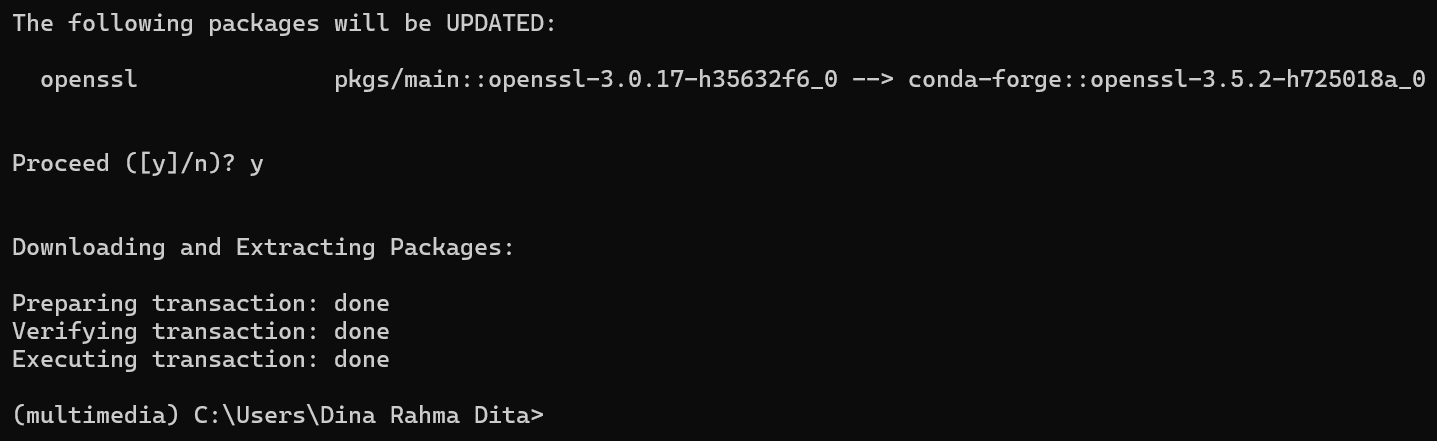 The following packages will be UPDATED:
openssl pkgs/main::openssl-3.0.17-h35632f6_0 --> conda-forge::openssl-3.5.2-h725018a_0
Proceed ([y]/n)? y
Downloading and Extracting Packages:
Preparing transaction: done
Verifying transaction: done
Executing transaction: done
(multimedia) C:\Users\Dina Rahma Dita>